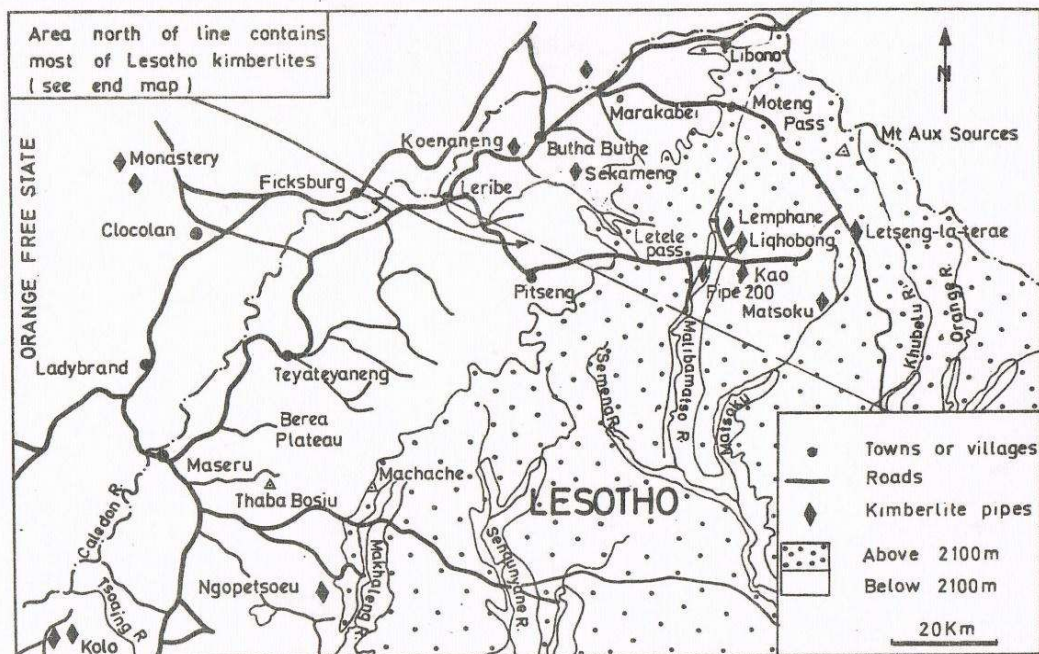 Area north of line contains
most of Lesotho kimberlites
(see end map)
N
Libono
Marakabei
Moteng
Pass
Mt Aux Sources
Koenaneng
Butha Buthe
Monastery
Sekameng
Ficksburg
Leribe
Lemphane
Clocolan
Letele
pass
Liqhobong
Letseng-la-terae
ORANGE FREE STATE
Pitseng
Kao
Pipe 200
Matsoku
Khubelu R.
Orange R.
Ladybrand
Teyateyaneng
Semena R.
Malibamatso R.
Matsoku
Berea
Plateau
Maseru
Thaba Bosiu
Machache
LESOTHO
Caledon R.
Tsoaing R.
Ngopetsoeu
Makhaleng R.
Senqunyane R.
Kolo
Towns or villages
Roads
Kimberlite pipes
Above 2100m
Below 2100m
20Km